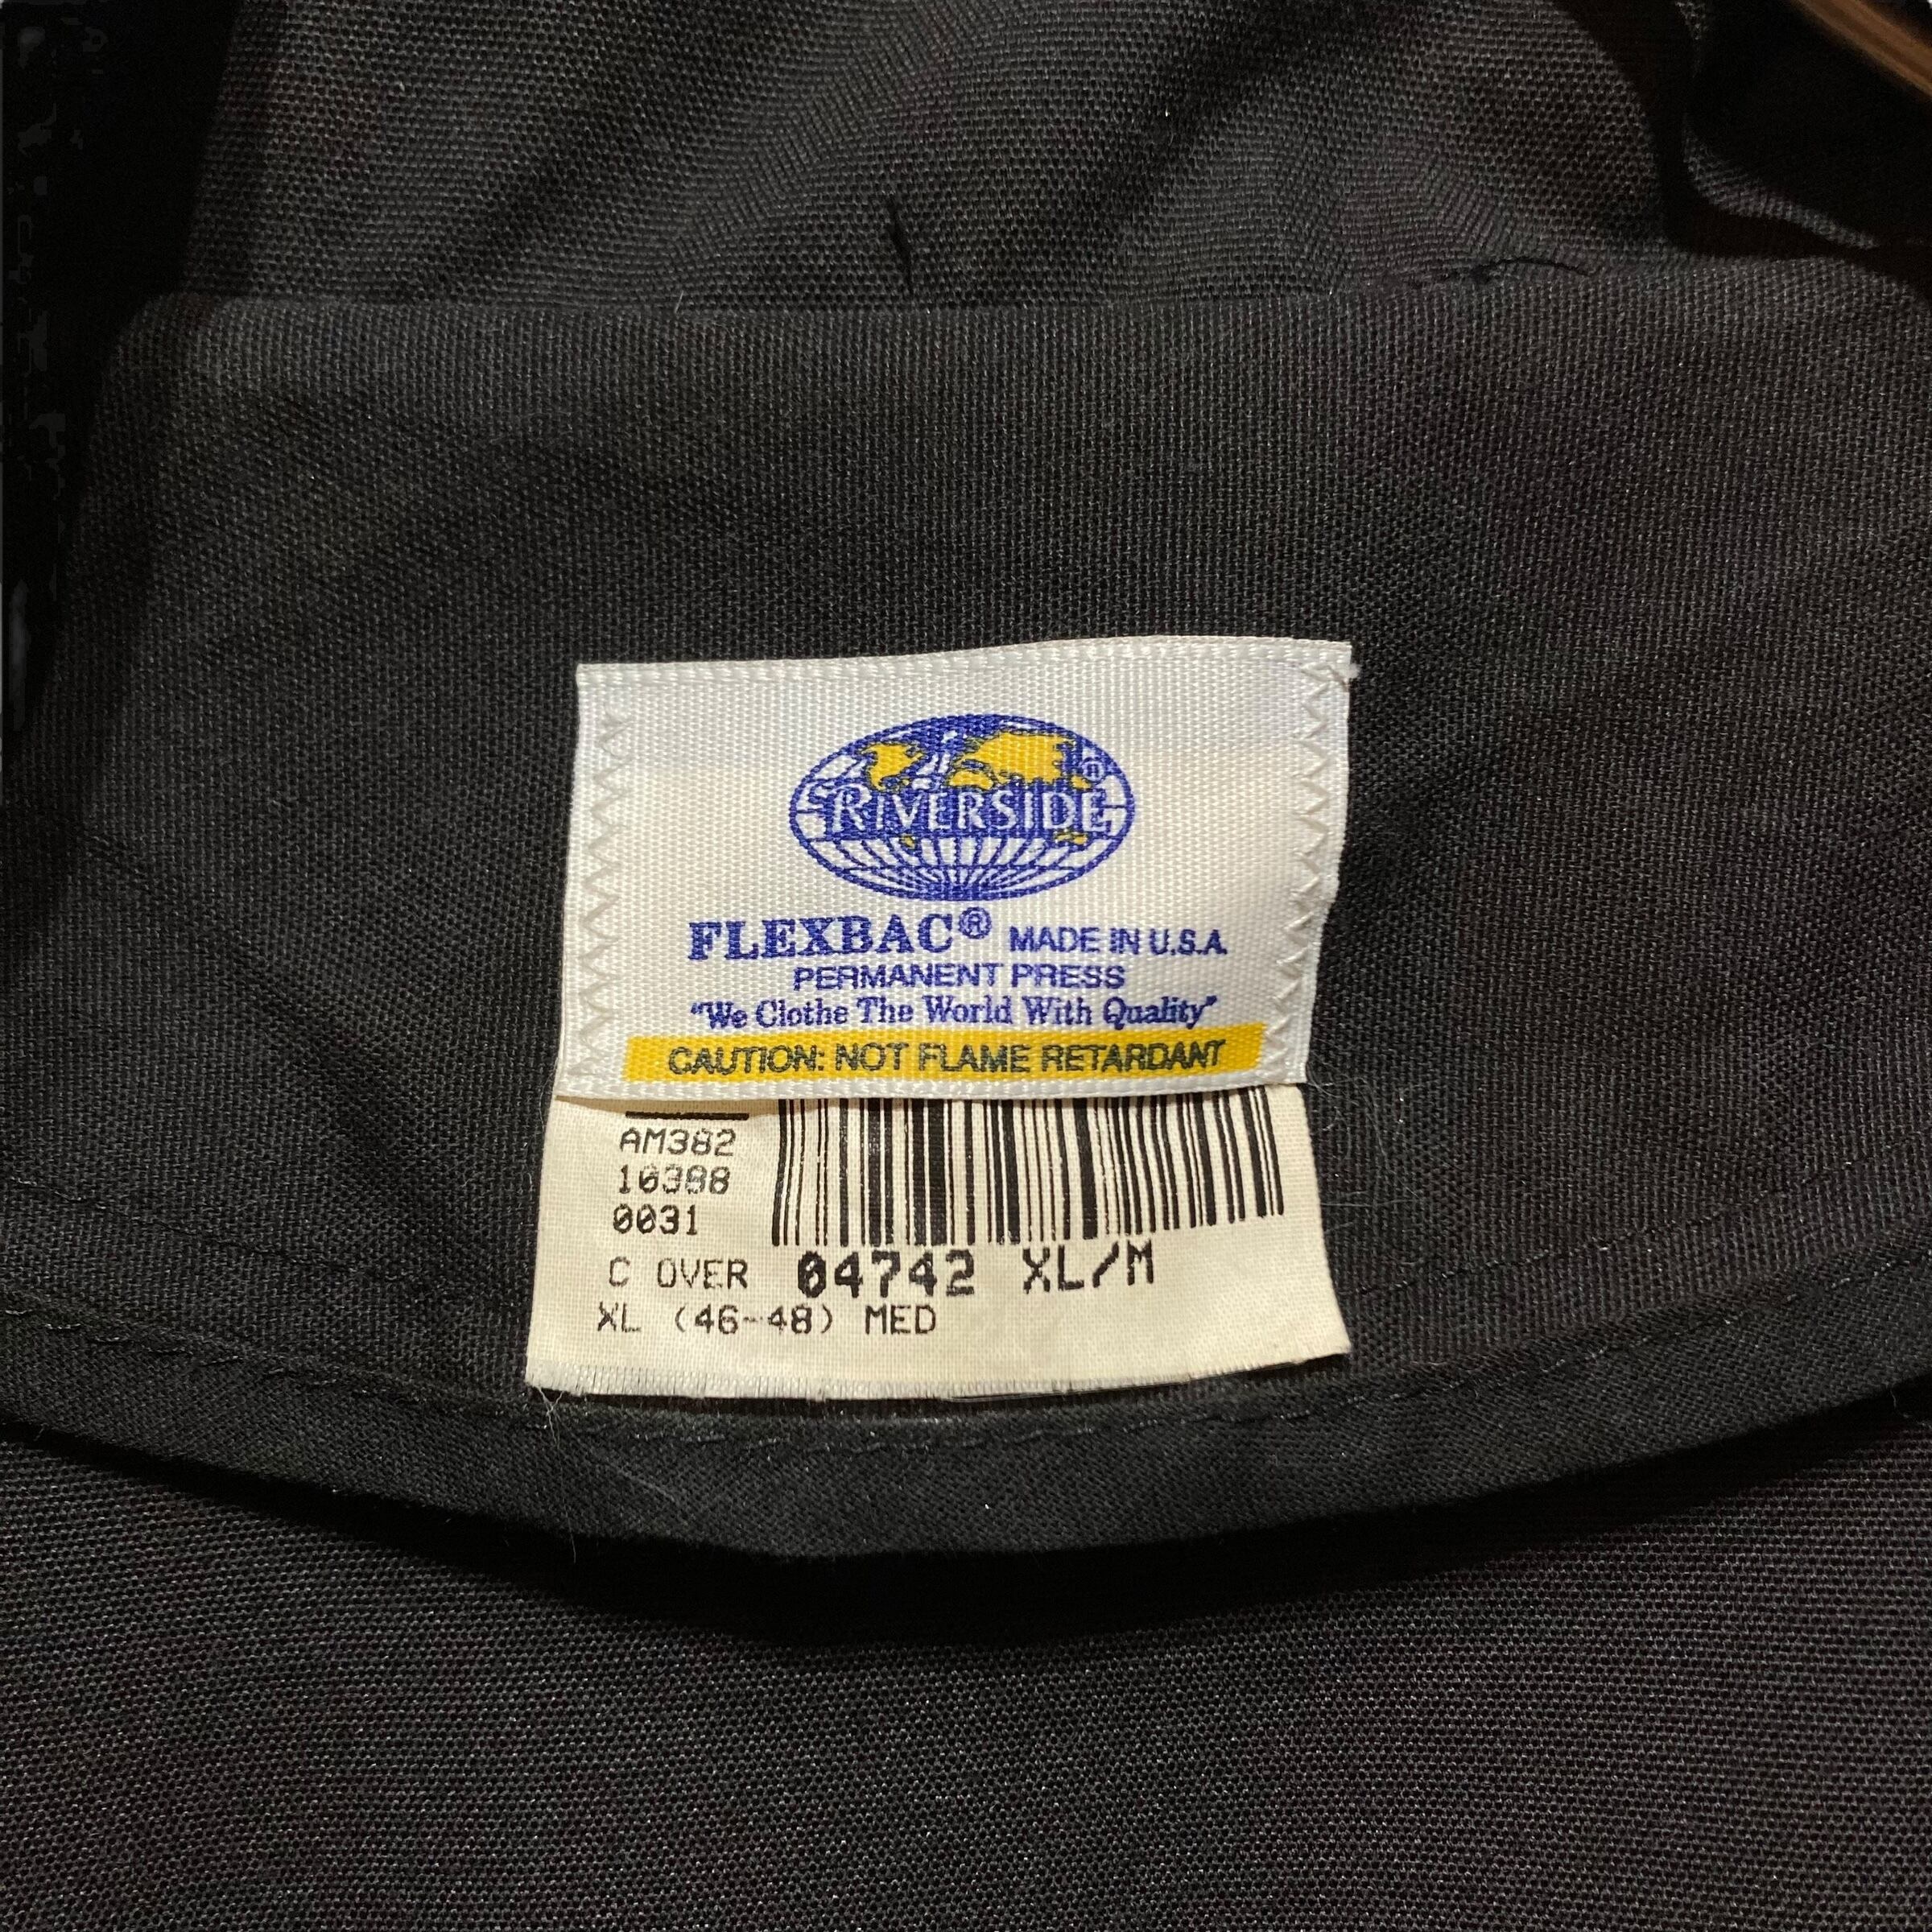 RIVERSIDE®
FLEXBAC® MADE IN U.S.A.
PERMANENT PRESS
"We Clothe The World With Quality"
CAUTION: NOT FLAME RETARDANT
AM382
10388
0031
C OVER 04742 XL/M
XL (46-48) MED